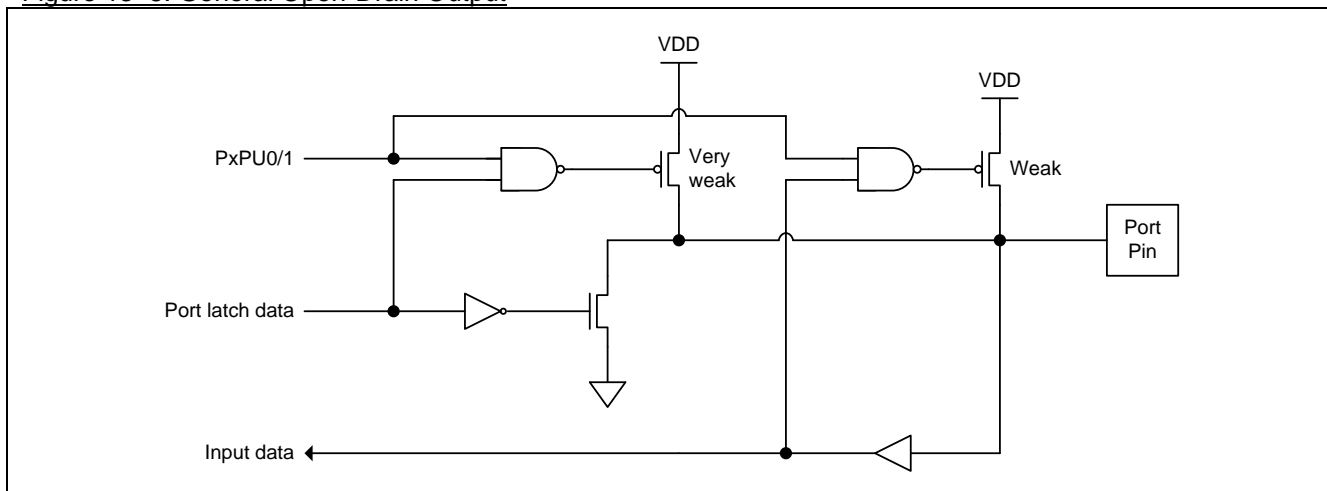 VDD
VDD
PxPU0/1
Very
weak
Weak
Port
Pin
Port latch data
Input data